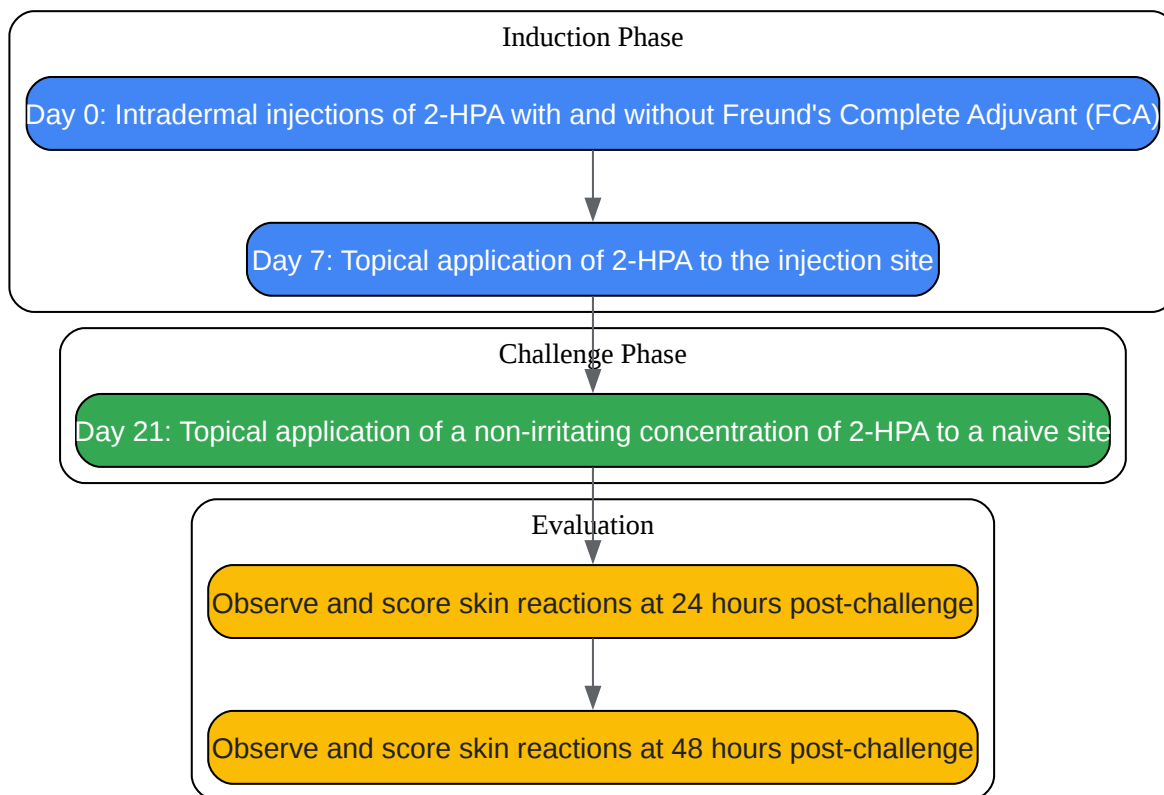 Induction Phase
Day 0: Intradermal injections of 2-HPA with and without Freund's Complete Adjuvant (FCA)
Day 7: Topical application of 2-HPA to the injection site
Challenge Phase
Day 21: Topical application of a non-irritating concentration of 2-HPA to a naive site
Evaluation
Observe and score skin reactions at 24 hours post-challenge
Observe and score skin reactions at 48 hours post-challenge